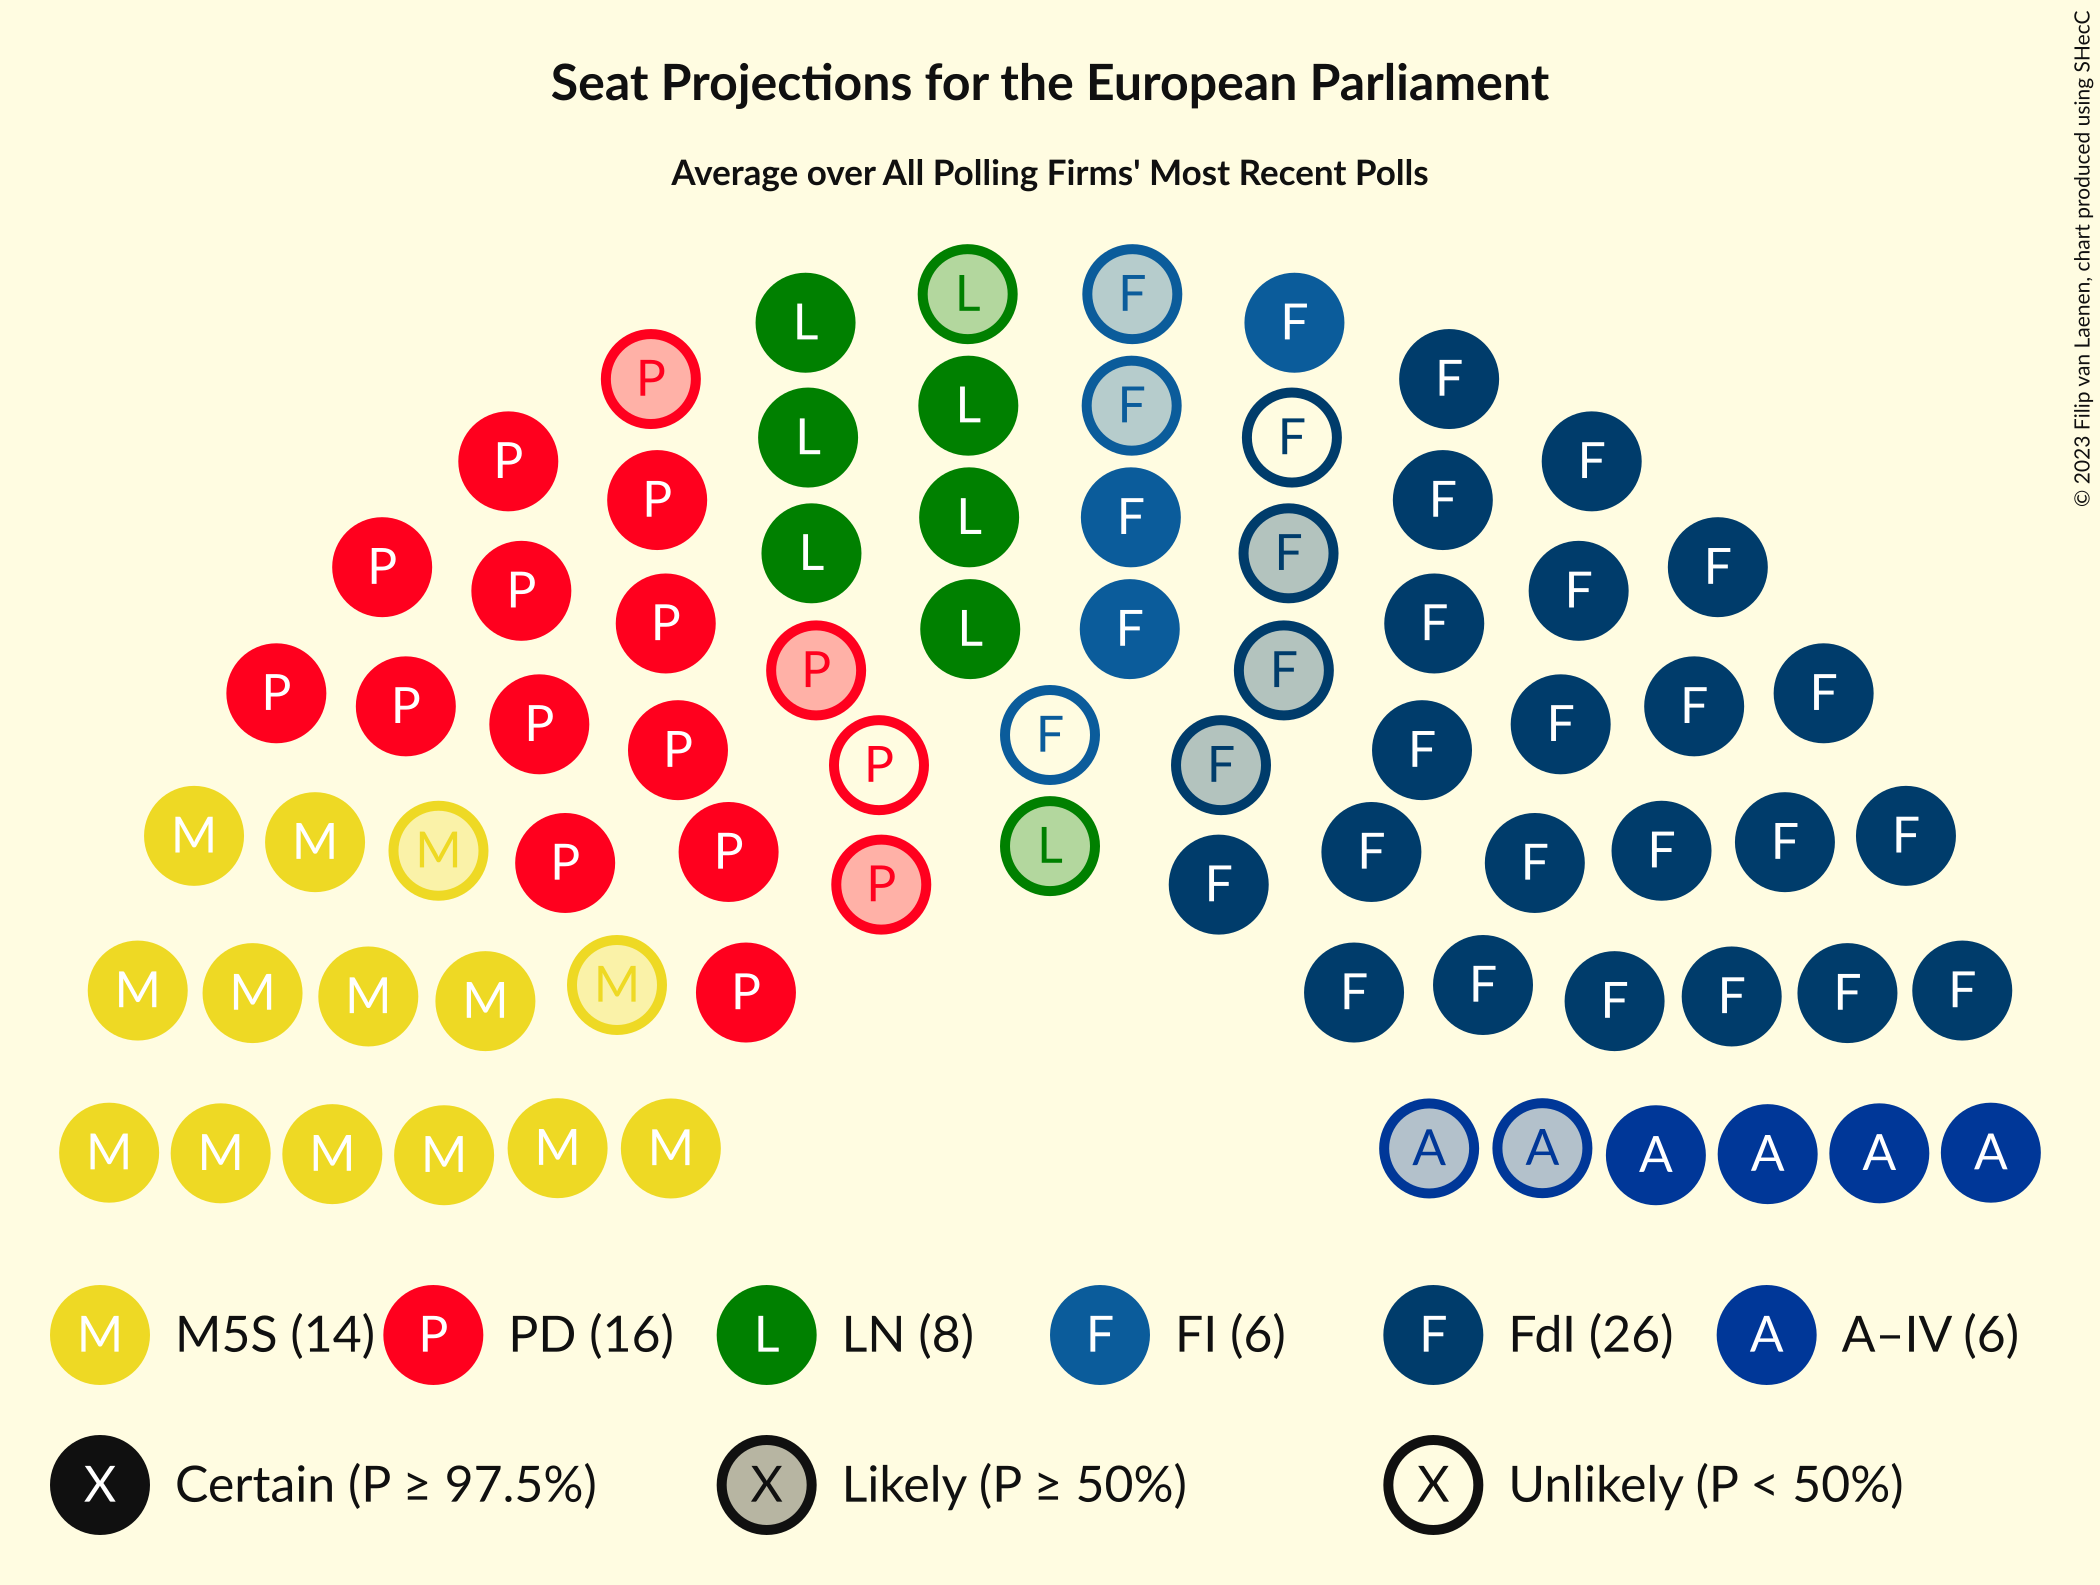 Seat Projections for the European Parliament
Average over All Polling Firms' Most Recent Polls
© 2023 Filip van Laenen, chart produced using SHecC
L F
L F
P F
L F
L F
P F
P F
L F
P F
L F
P F
P F
P F
L F
P F
P F
P F
P F
P F
P F
F
P F
M F
M F
L
M F
P F
P F
M M P F F F
M M M M F F F F
M M M M M M A A A A A A
M M5S (14) P PD (16) L LN (8) F FI (6) F FdI (26) A A–IV (6)
X Certain (P ≥ 97.5%) X Likely (P ≥ 50%) X Unlikely (P < 50%)